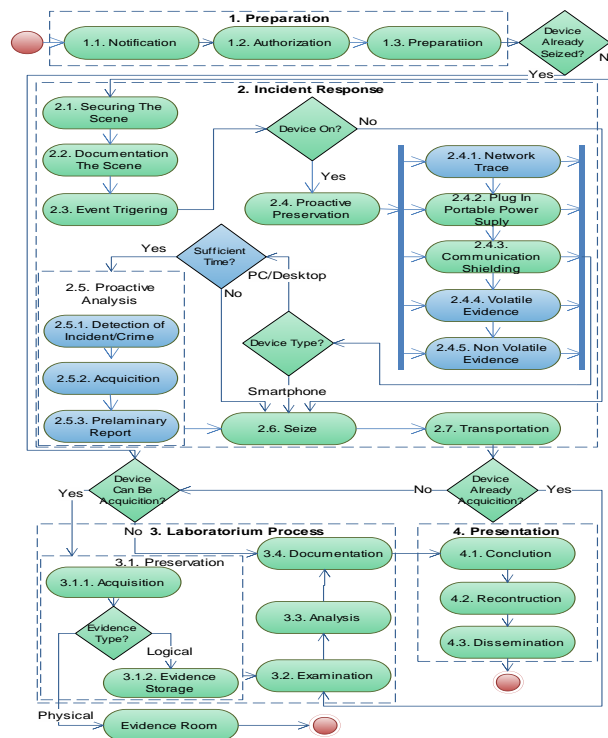 1. Preparation
1.1. Notification
1.2. Authorization
1.3. Preparatiion
Device
Already
Seized?
Yes
N
2. Incident Response
2.1. Securing The
Scene
2.2.
Documentation
The Scene
2.3. Event Trigering
Device On?
No
Yes
2.4. Proactive
Preservation
2.4.1. Network
Trace
2.4.2. Plug In
Portable Power
Suply
2.4.3.
Communication
Shielding
2.4.4. Volatile
Evidence
2.4.5. Non Volatile
Evidence
Sufficient
Time?
Yes
No
PC/Desktop
2.5. Proactive
Analysis
2.5.1. Detection of
Incident/Crime
2.5.2. Acquicition
2.5.3. Prelaminary
Report
Device Type?
Smartphone
2.6. Seize
2.7. Transportation
Device
Can Be
Acquicition?
Yes
No
Device
Already
Acquicition?
No
Yes
3. Laboratorium Process
3.1. Preservation
3.1.1. Acquisition
Evidence
Type?
Logical
3.1.2. Evidence
Storage
Physical
Evidence Room
3.4. Documentation
3.3. Analysis
3.2. Examination
4. Presentation
4.1. Conclution
4.2. Recontruction
4.3. Dissemination